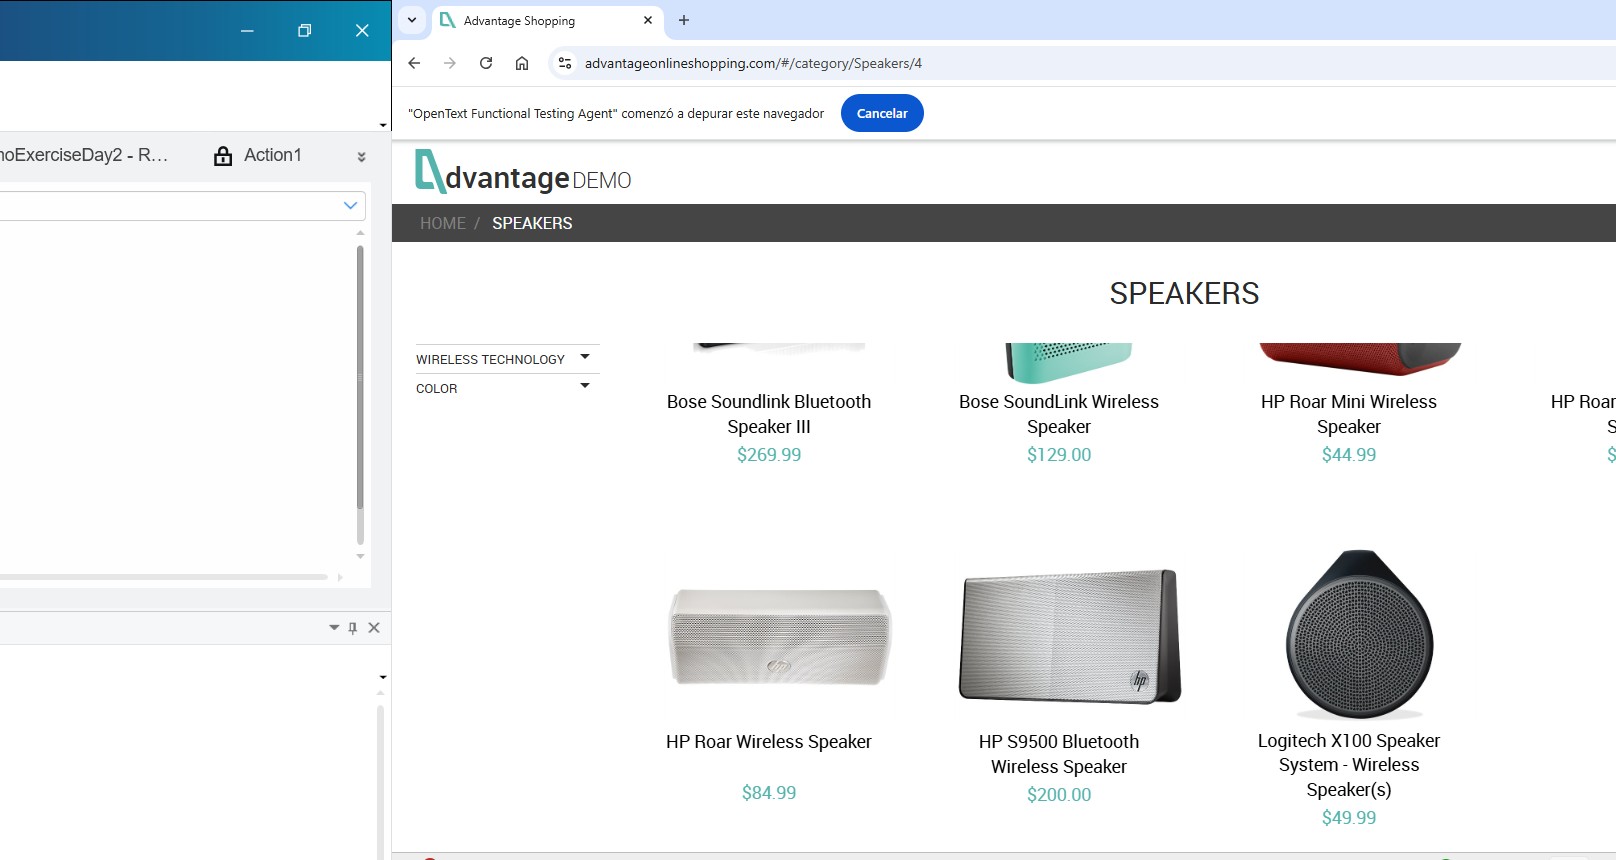 Advantage Shopping
advantageonlineshopping.com/#/category/Speakers/4
"OpenText Functional Testing Agent" comenzó a depurar este navegador
Cancelar
noExerciseDay2 - R...
Action1
dvantage DEMO
HOME / SPEAKERS
SPEAKERS
WIRELESS TECHNOLOGY
COLOR
Bose Soundlink Bluetooth
Speaker III
$269.99
Bose SoundLink Wireless
Speaker
$129.00
HP Roar Mini Wireless
Speaker
$44.99
HP Roar
S
$
hp
hp
HP Roar Wireless Speaker
$84.99
HP S9500 Bluetooth
Wireless Speaker
$200.00
Logitech X100 Speaker
System - Wireless
Speaker(s)
$49.99